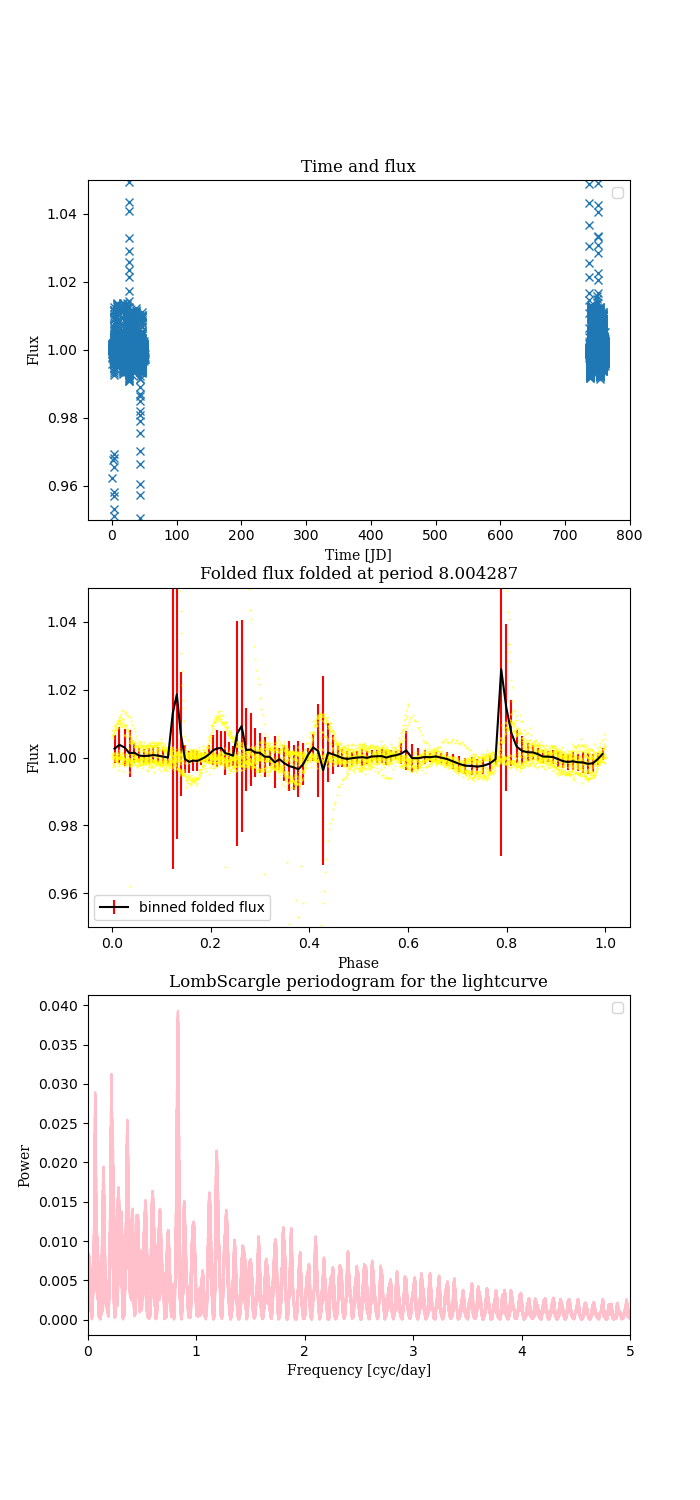 Time and flux
1.04
1.02
1.00
0.98
0.96
Flux
0 100 200 300 400 500 600 700 800
Time [JD]
Folded flux folded at period 8.004287
1.04
1.02
1.00
0.98
0.96
Flux
binned folded flux
0.0 0.2 0.4 0.6 0.8 1.0
Phase
LombScargle periodogram for the lightcurve
0.040
0.035
0.030
0.025
0.020
0.015
0.010
0.005
0.000
Power
0 1 2 3 4 5
Frequency [cyc/day]